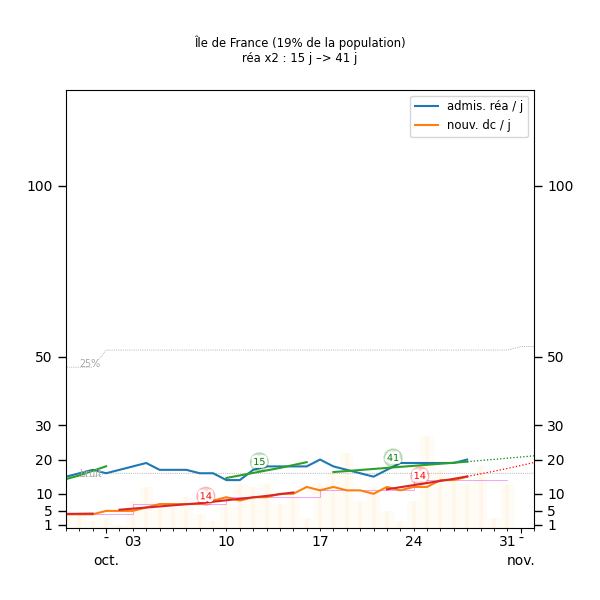 Île de France (19% de la population)
réa x2 : 15 j –> 41 j
admis. réa / j
nouv. dc / j
100 100
50 50
25%
30 30
20 20
15 41
bruit
14
10 10
14
5 5
1 1
03 10 17 24 31
oct. nov.